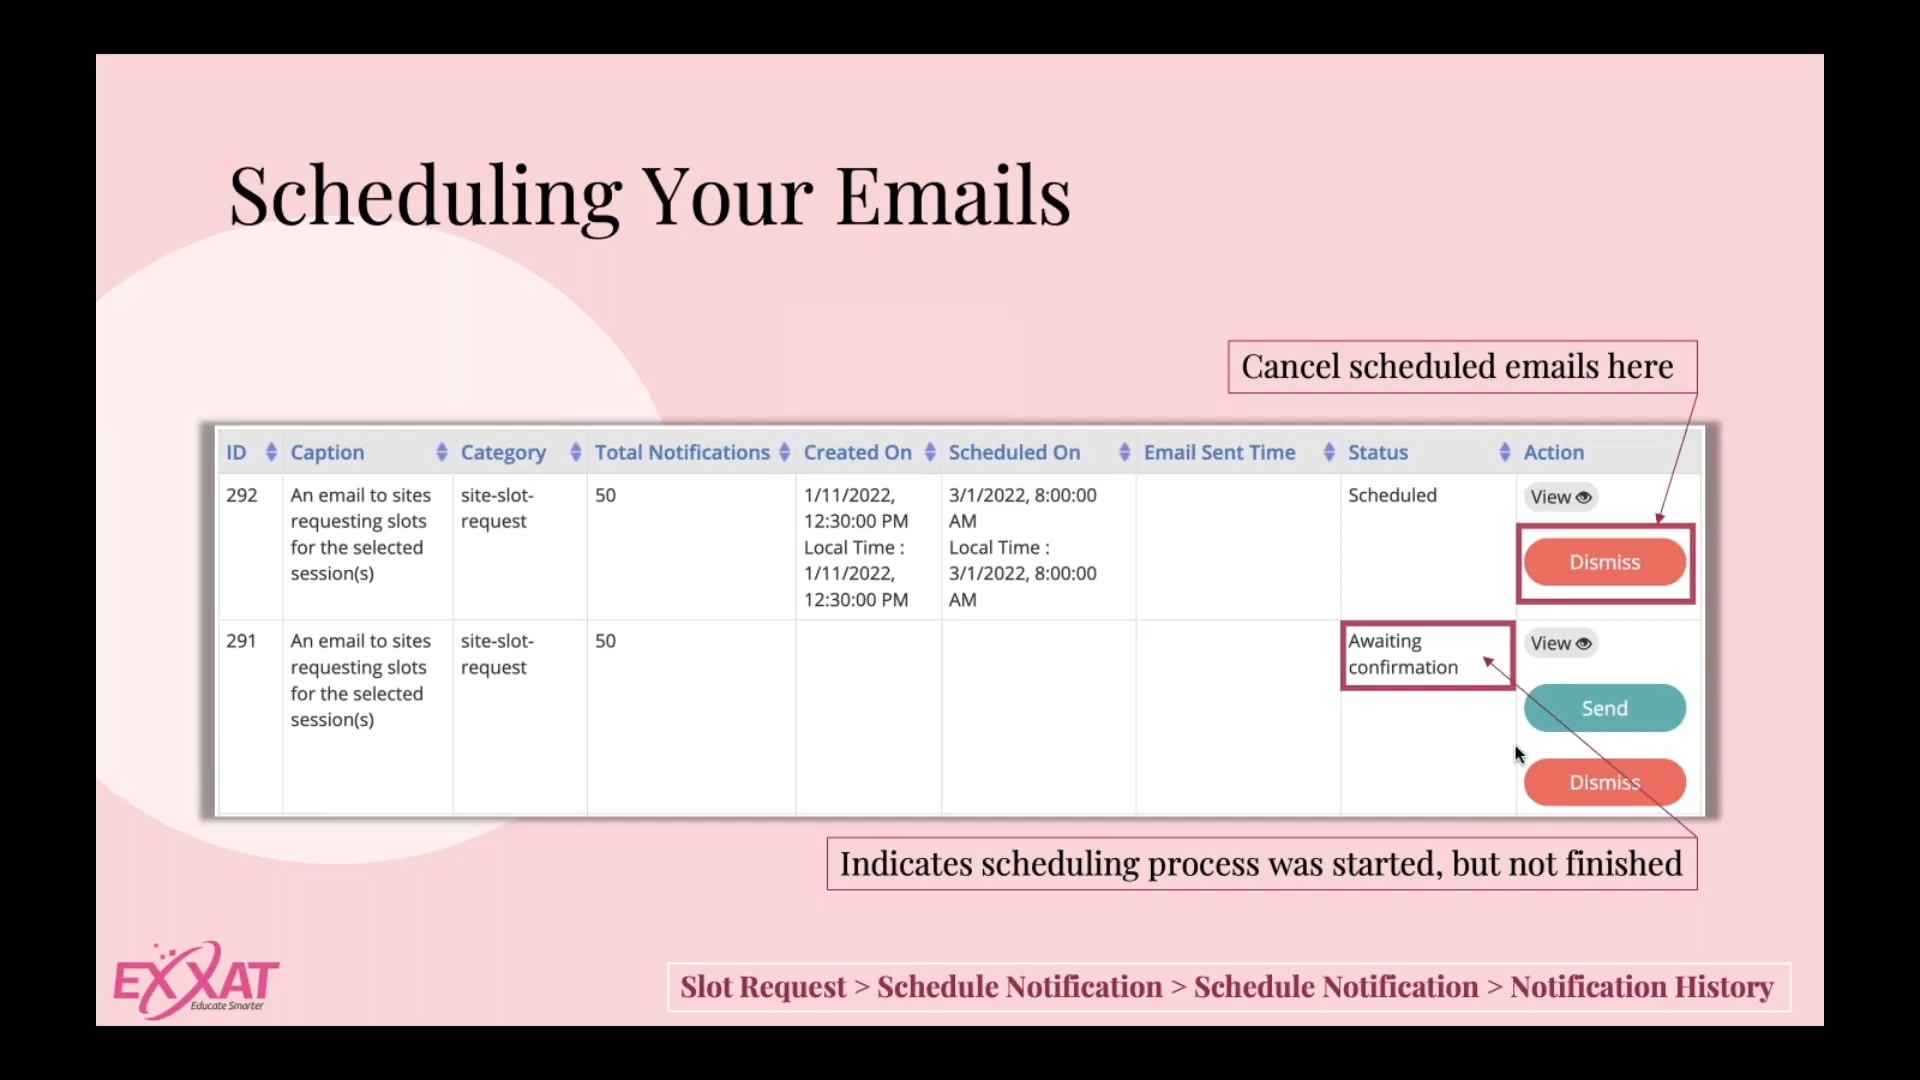 Scheduling Your Emails
Cancel scheduled emails here
ID Caption Category Total Notifications Created On Scheduled On Email Sent Time Status Action
292 An email to sites site-slot- 50 1/11/2022, 3/1/2022, 8:00:00 Scheduled View
requesting slots request 12:30:00 PM AM
for the selected Local Time : Local Time : Dismiss
session(s) 1/11/2022, 3/1/2022, 8:00:00
12:30:00 PM AM
291 An email to sites site-slot- 50 Awaiting View
requesting slots request confirmation
for the selected Send
session(s)
Dismiss
Indicates scheduling process was started, but not finished
EXXAT
Educate Smarter
Slot Request > Schedule Notification > Schedule Notification > Notification History